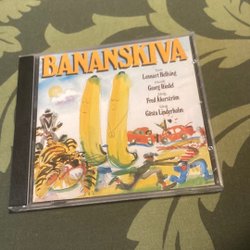 BANANSKIVA
Lennart Hellsing
Georg Riedel
Fred Åkerström
Gösta Linderholm